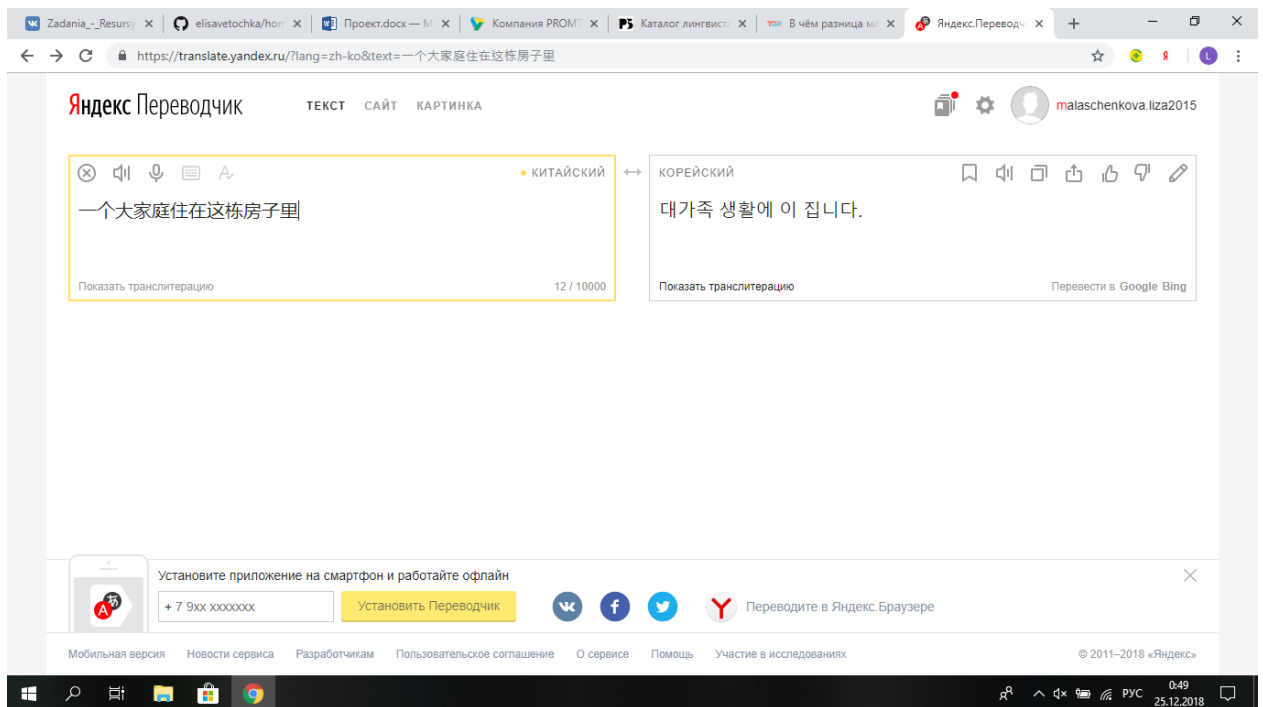 Zadania_-_Resursy
elisavetochka/hom
Проект.docx — M
Компания PROMT
Каталог лингвист
В чём разница ма
Яндекс.Переводч
https://translate.yandex.ru/?lang=zh-ko&text=一个大家庭住在这栋房子里
Яндекс Переводчик
ТЕКСТ САЙТ КАРТИНКА
malaschenkova.liza2015
КИТАЙСКИЙ
КОРЕЙСКИЙ
一个大家庭住在这栋房子里
대가족 생활에 이 집니다.
Показать транслитерацию
12 / 10000
Показать транслитерацию
Перевести в Google Bing
Установите приложение на смартфон и работайте офлайн
+ 7 9xx xxxxxxx
Установить Переводчик
Переводите в Яндекс.Браузере
Мобильная версия Новости сервиса Разработчикам Пользовательское соглашение О сервисе Помощь Участие в исследованиях
© 2011–2018 «Яндекс»
РУС
0:49
25.12.2018